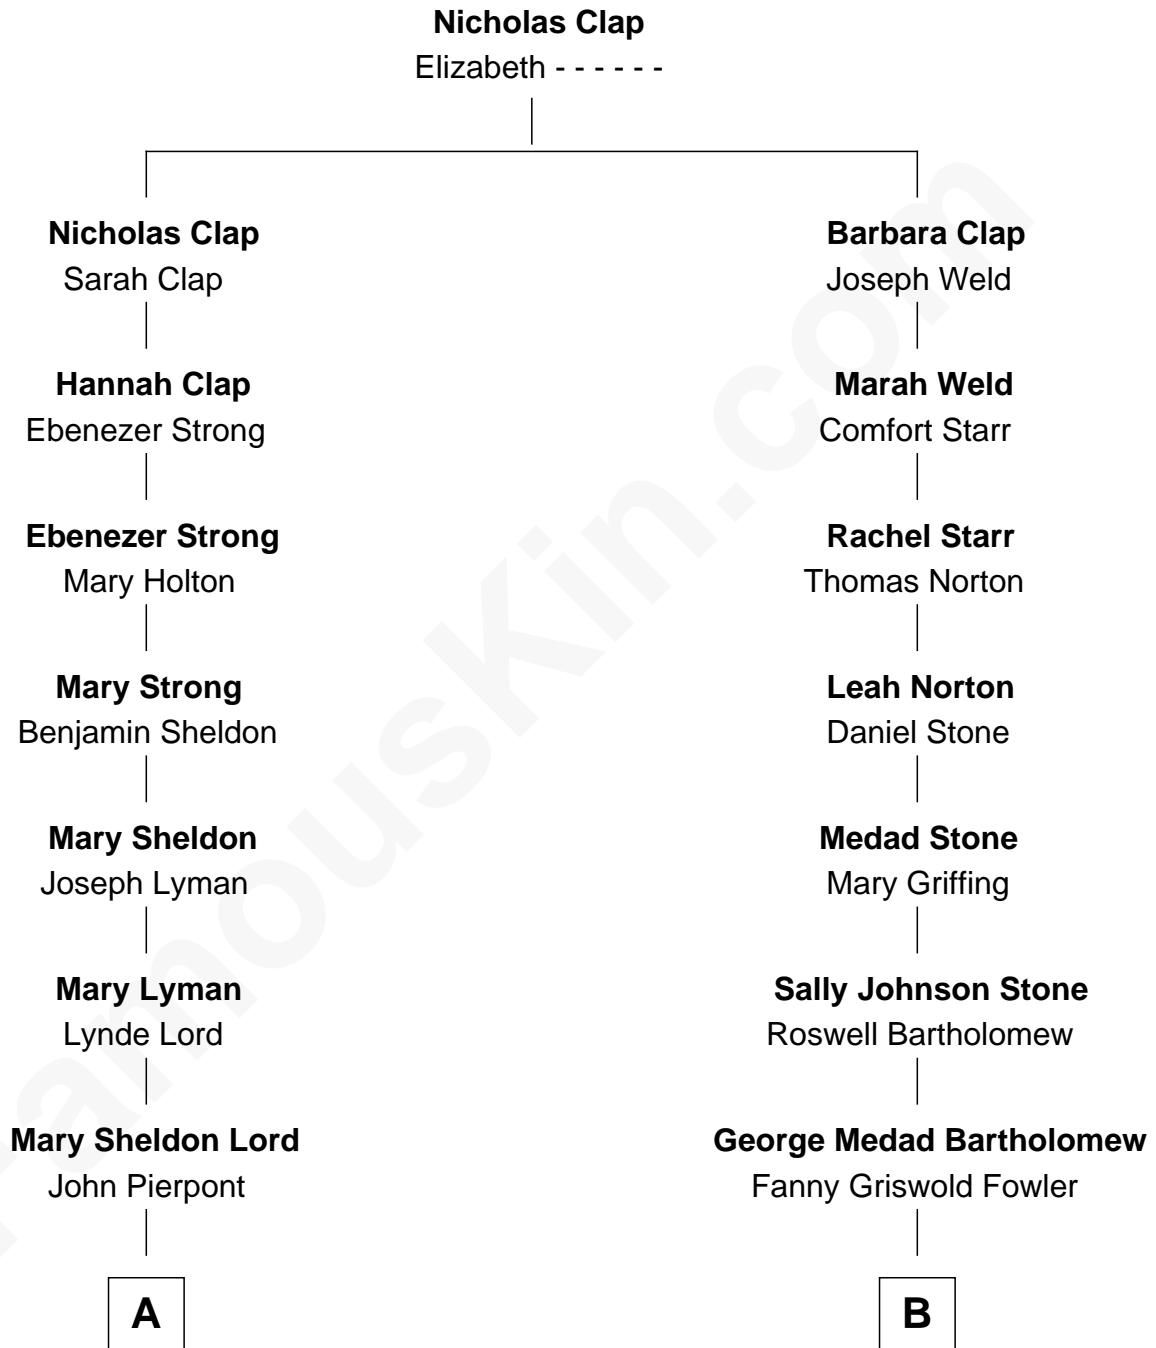 Nicholas Clap
Elizabeth - - - - - -
Nicholas Clap
Sarah Clap
Barbara Clap
Joseph Weld
Hannah Clap
Ebenezer Strong
Marah Weld
Comfort Starr
Ebenezer Strong
Mary Holton
Rachel Starr
Thomas Norton
Mary Strong
Benjamin Sheldon
Leah Norton
Daniel Stone
Mary Sheldon
Joseph Lyman
Medad Stone
Mary Griffing
Mary Lyman
Lynde Lord
Sally Johnson Stone
Roswell Bartholomew
Mary Sheldon Lord
John Pierpont
George Medad Bartholomew
Fanny Griswold Fowler
A
B
FamousKin.com